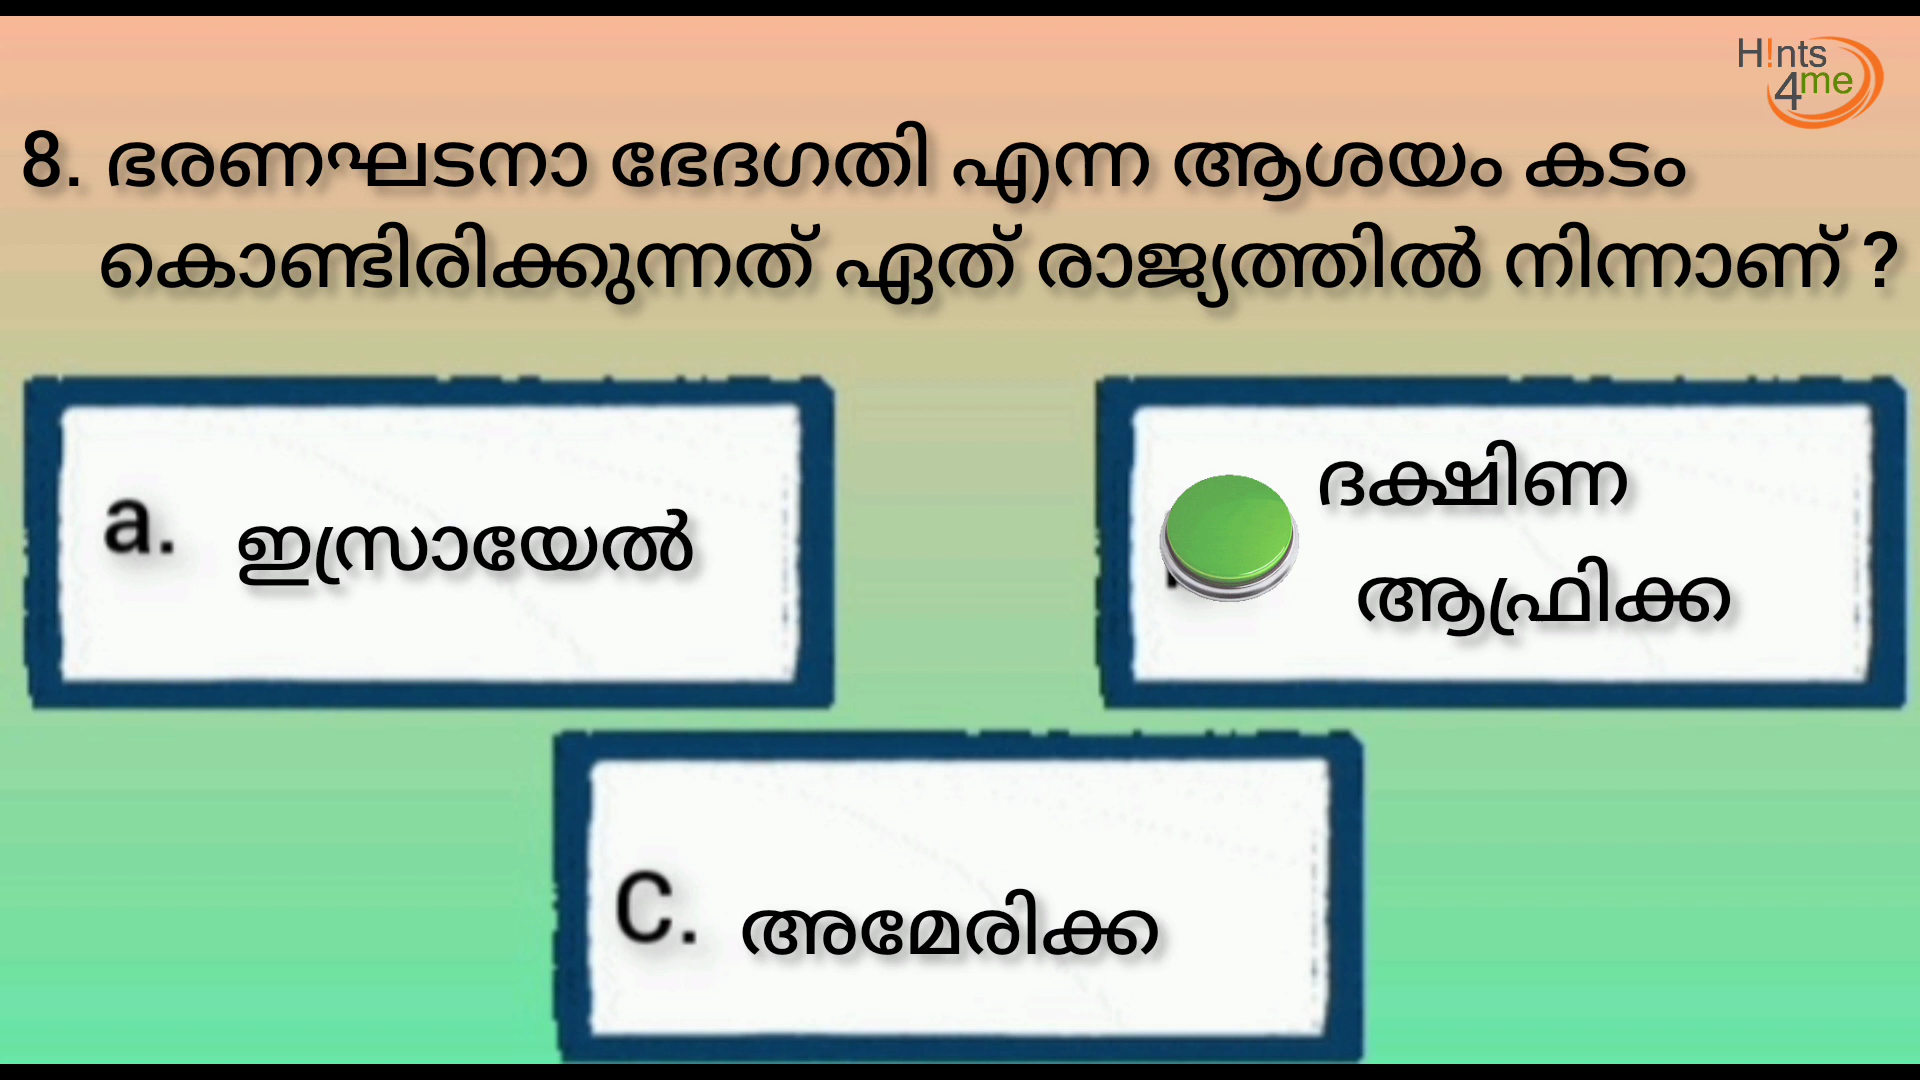 H!nts
4me
8. ഭരണഘടനാ ഭേദഗതി എന്ന ആശയം കടം
കൊണ്ടിരിക്കുന്നത് ഏത് രാജ്യത്തിൽ നിന്നാണ് ?
a. ഇസ്രായേൽ
ദക്ഷിണ
ആഫ്രിക്ക
C. അമേരിക്ക